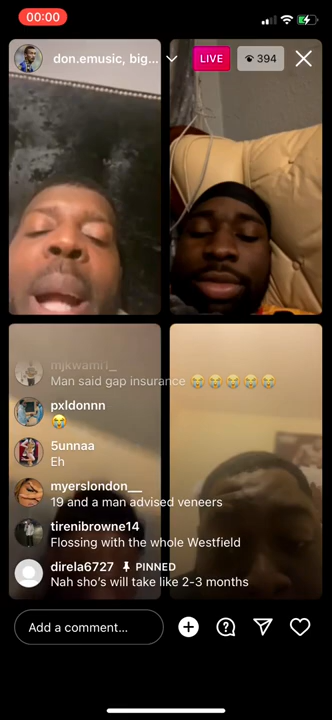 00:00
don.emusic, big...
LIVE
394
mjkwami1_
Man said gap insurance 😭😭😭😭😭
pxldonnn
😭
5unnaa
Eh
myerslondon__
19 and a man advised veneers
tirenibrowne14
Flossing with the whole Westfield
direla6727 PINNED
Nah sho's will take like 2-3 months
Add a comment...